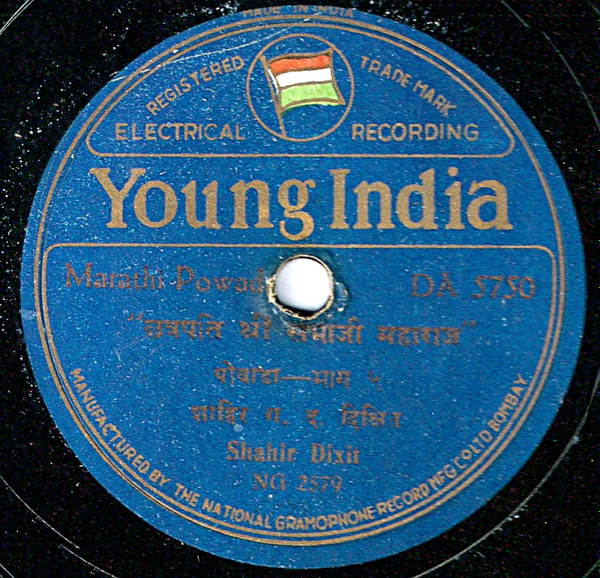 MADE IN INDIA
REGISTERED TRADE MARK
ELECTRICAL RECORDING
Young India
Marathi Powad DA 5750
"छत्रपति श्री संभाजी महाराज"
पोवाडा—भाग
शाहिर ग. द. दिक्षित
Shahir Dixit
NG 2579
MANUFACTURED BY THE NATIONAL GRAMOPHONE RECORD MFG CO LTD BOMBAY